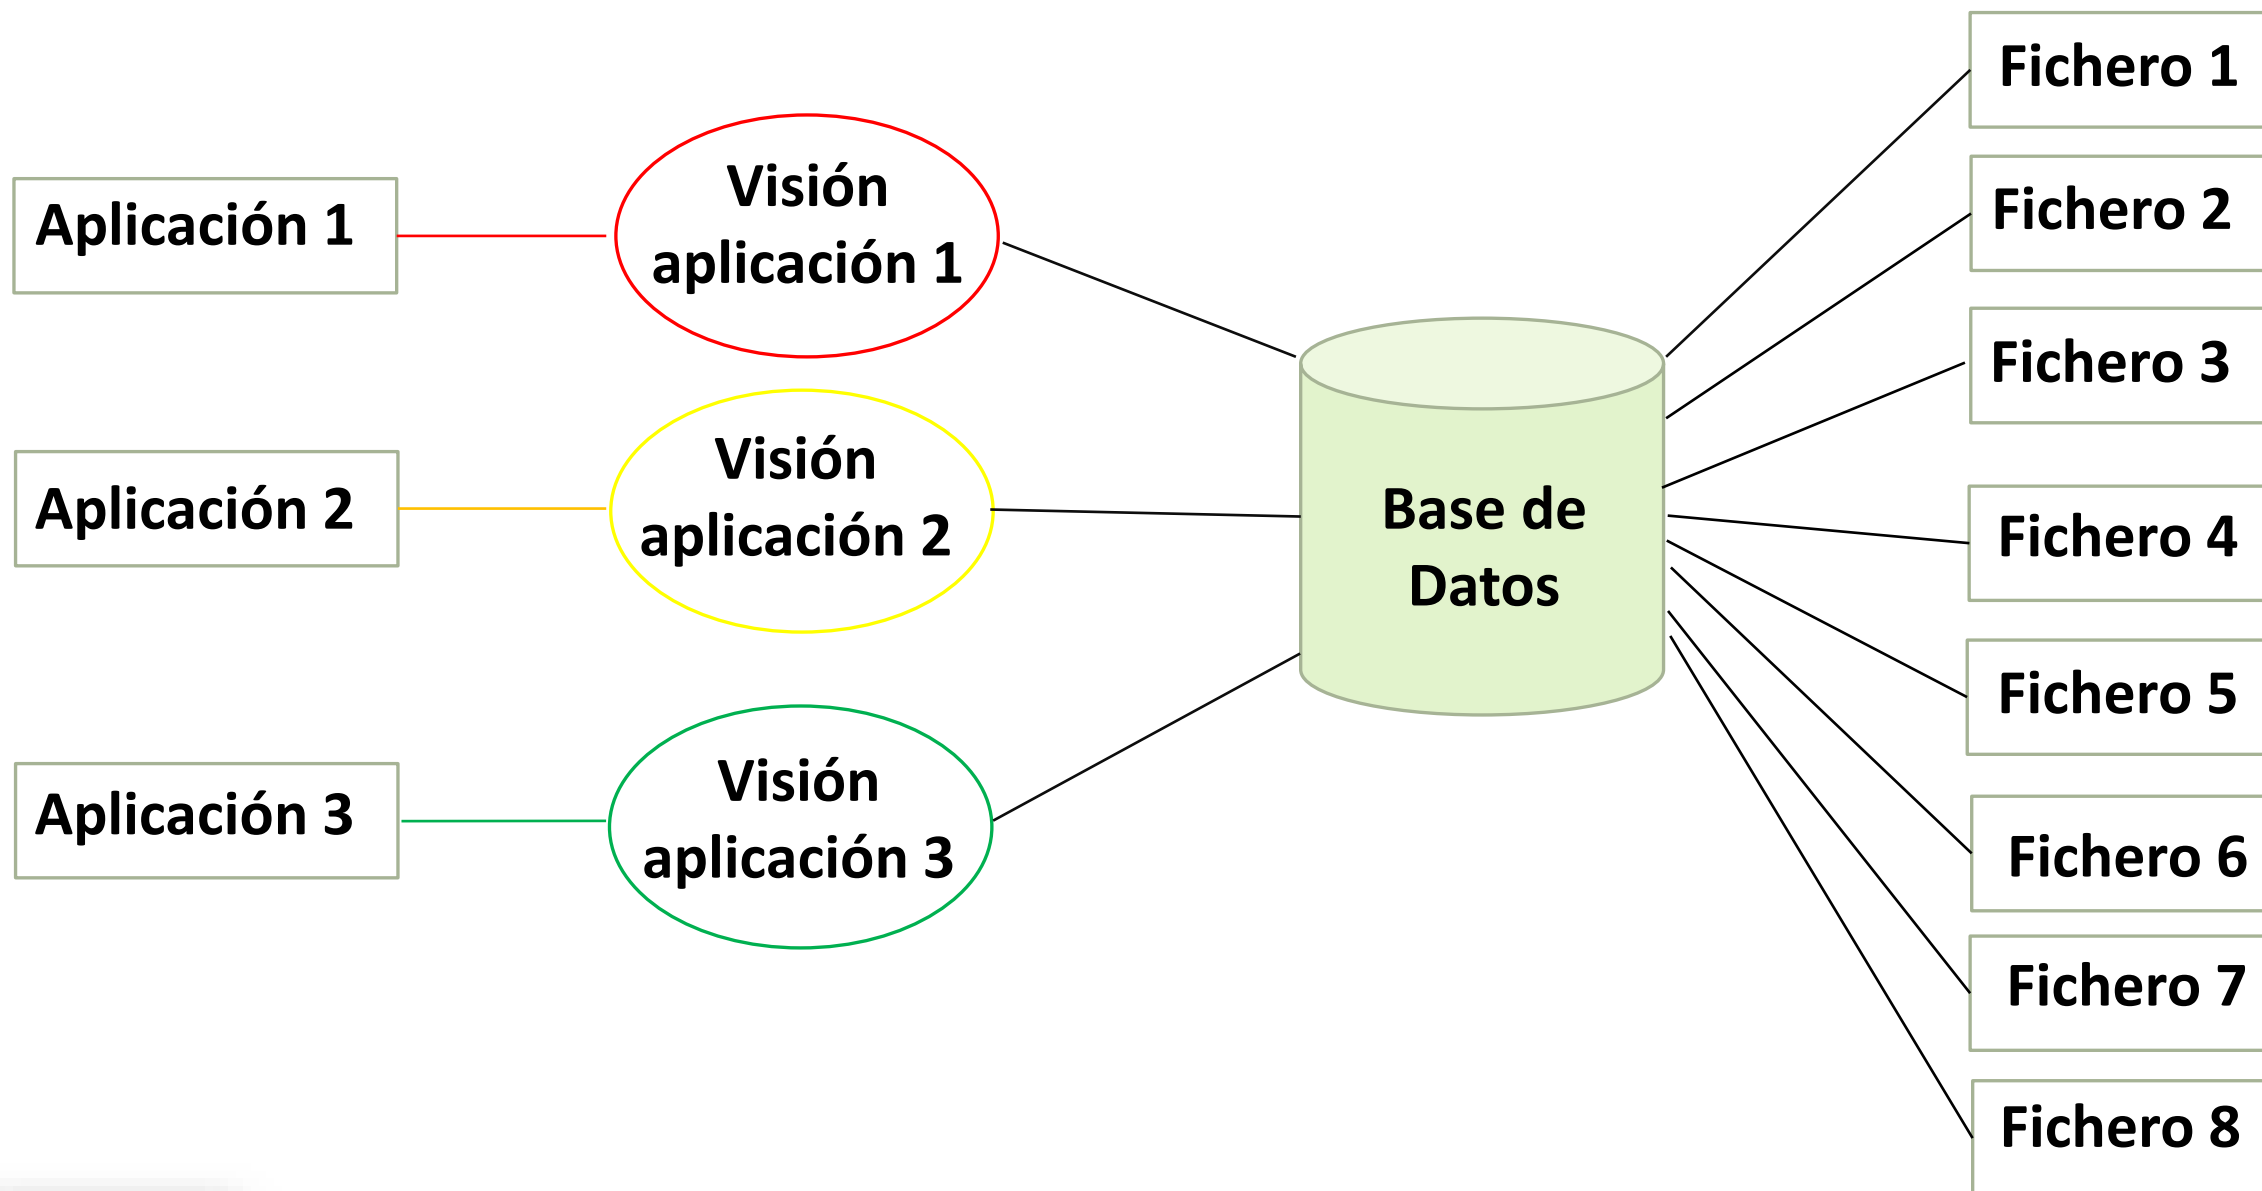 Aplicación 1
Aplicación 2
Aplicación 3
Visión
aplicación 1
Visión
aplicación 2
Visión
aplicación 3
Base de
Datos
Fichero 1
Fichero 2
Fichero 3
Fichero 4
Fichero 5
Fichero 6
Fichero 7
Fichero 8